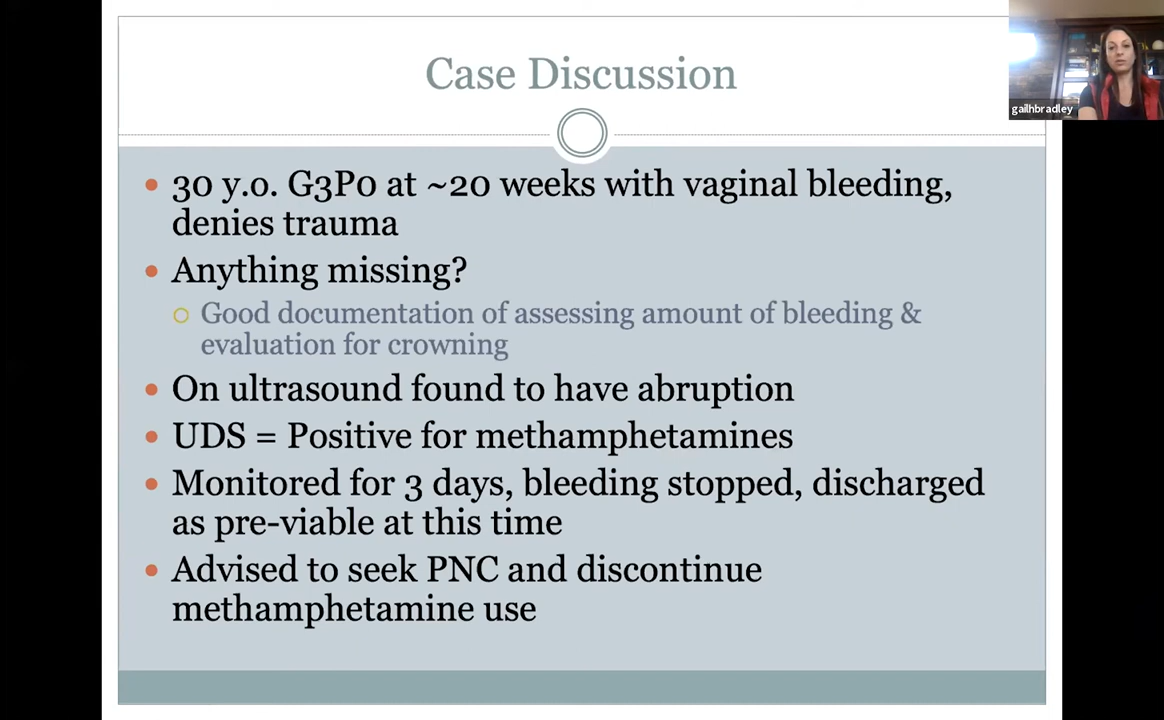 Case Discussion
gailhbradley
• 30 y.o. G3P0 at ~20 weeks with vaginal bleeding,
denies trauma
• Anything missing?
○ Good documentation of assessing amount of bleeding &
evaluation for crowning
• On ultrasound found to have abruption
• UDS = Positive for methamphetamines
• Monitored for 3 days, bleeding stopped, discharged
as pre-viable at this time
• Advised to seek PNC and discontinue
methamphetamine use